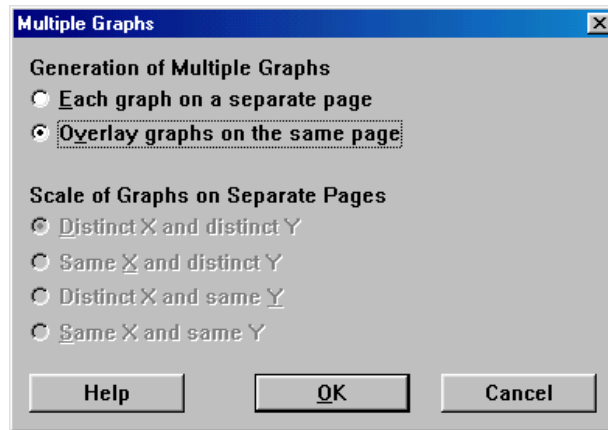 Multiple Graphs
Generation of Multiple Graphs
Each graph on a separate page
Overlay graphs on the same page
Scale of Graphs on Separate Pages
Distinct X and distinct Y
Same X and distinct Y
Distinct X and same Y
Same X and same Y
Help OK Cancel